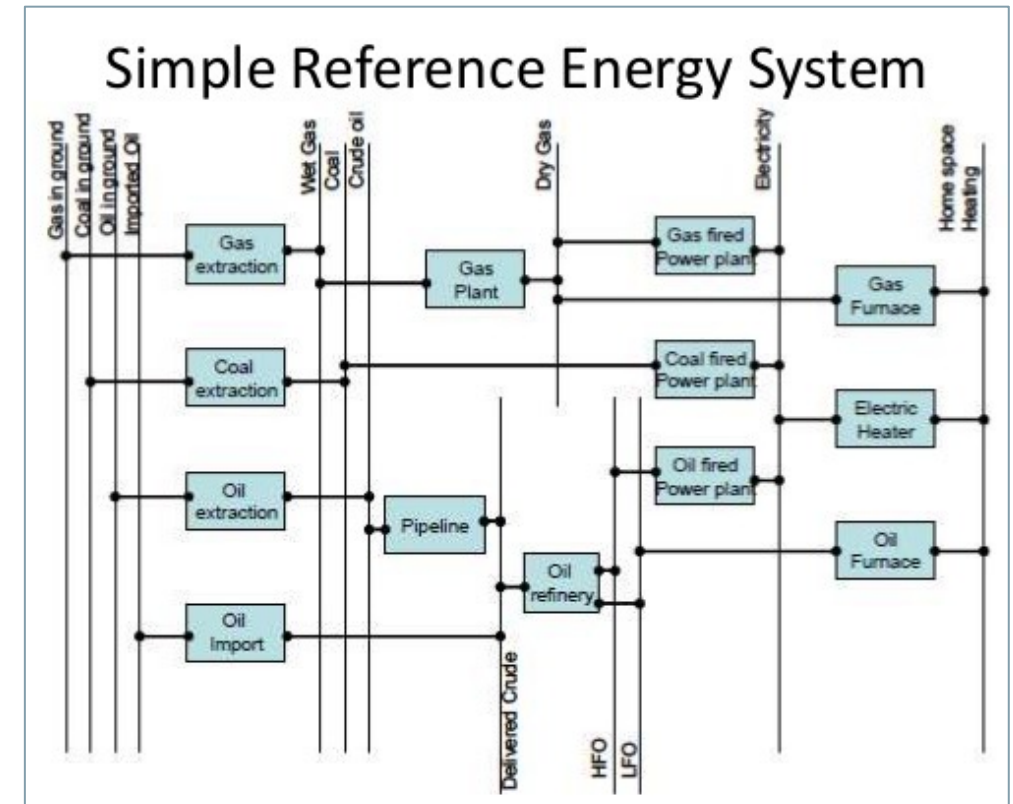 Simple Reference Energy System
Gas in ground
Coal in ground
Oil in ground
Imported Oil
Wet Gas
Coal
Crude oil
Dry Gas
Electricity
Home space
Heating
Gas
extraction
Gas
Plant
Gas fired
Power plant
Gas
Furnace
Coal
extraction
Coal fired
Power plant
Electric
Heater
Oil
extraction
Pipeline
Oil fired
Power plant
Oil
refinery
Oil
Furnace
Oil
Import
Delivered Crude
HFO
LFO